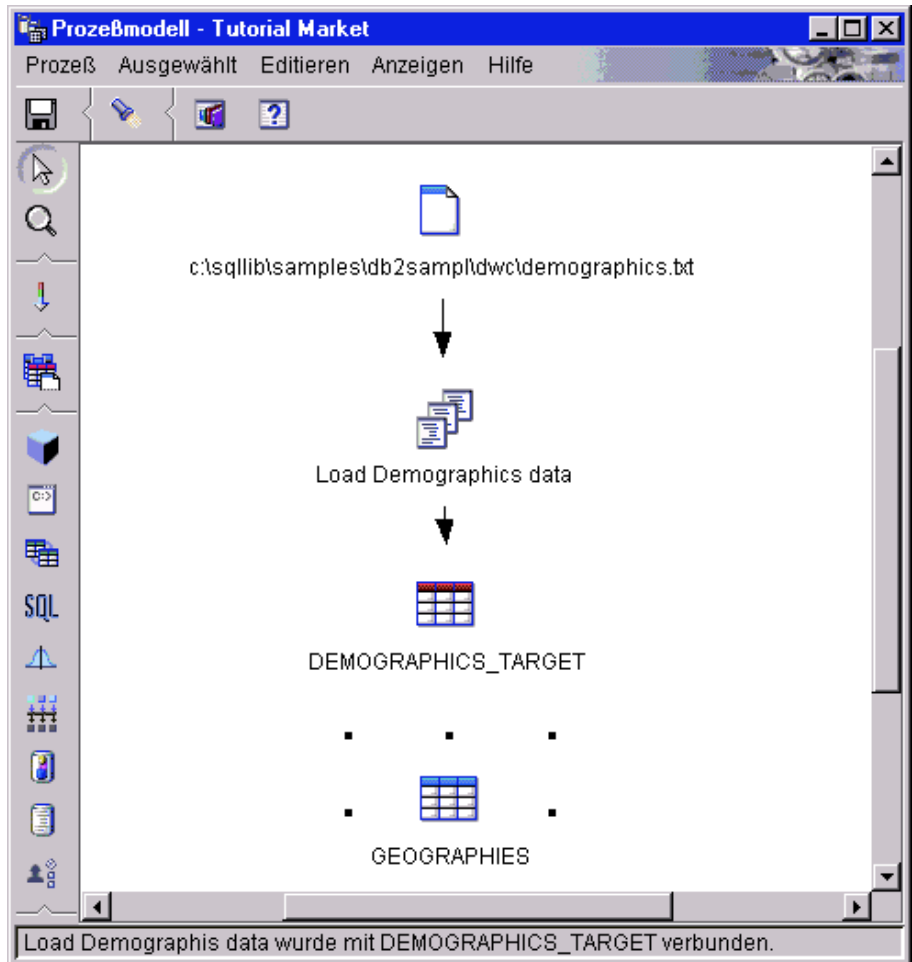 Prozeßmodell - Tutorial Market
Prozeß Ausgewählt Editieren Anzeigen Hilfe
?
c:\sqllib\samples\db2sampl\dwc\demographics.txt
C:>
Load Demographics data
SQL
DEMOGRAPHICS_TARGET
GEOGRAPHIES
Load Demographis data wurde mit DEMOGRAPHICS_TARGET verbunden.